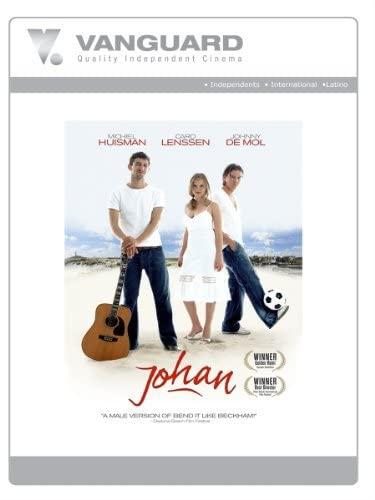 VANGUARD
Quality Independent Cinema
• Independents • International •Latino
MICHIEL HUISMAN
CARO LENSSEN
JOHNNY DE MOL
Johan
WINNER
WINNER
"A MALE VERSION OF BEND IT LIKE BECKHAM!"